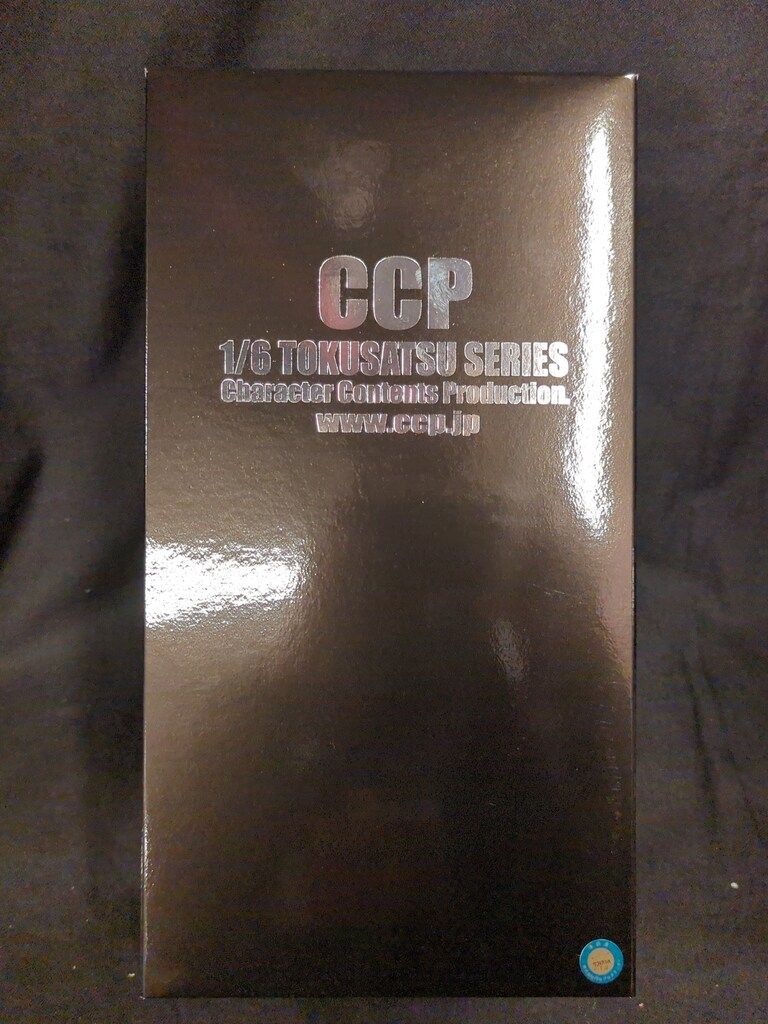 CCP
1/6 TOKUSATSU SERIES
Character Contents Production.
www.ccp.jp